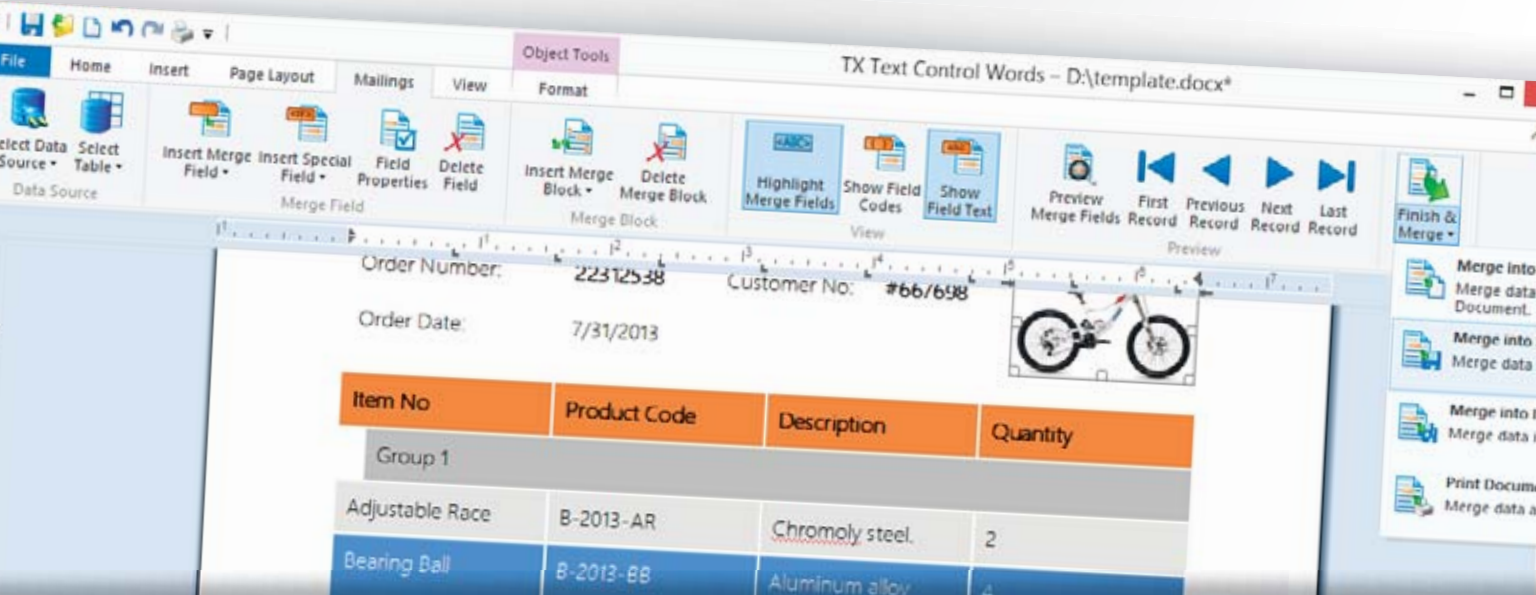 Object Tools
TX Text Control Words – D:\template.docx*
File Home Insert Page Layout Mailings View Format
Select Data Source
Select Table
Data Source
Insert Merge Field
Insert Special Field
Field Properties
Delete Field
Merge Field
Insert Merge Block
Delete Merge Block
Merge Block
Highlight Merge Fields
Show Field Codes
Show Field Text
View
Preview Merge Fields
First Record
Previous Record
Next Record
Last Record
Preview
Finish & Merge
Merge into
Merge data
Document.
Merge into
Merge data
Merge into
Merge data
Print
Merge data
Order Number: 22312538 Customer No: #667698
Order Date: 7/31/2013
Item No Product Code Description Quantity
Group 1
Adjustable Race B-2013-AR Chromoly steel. 2
Bearing Ball B-2013-BB Aluminum alloy 4